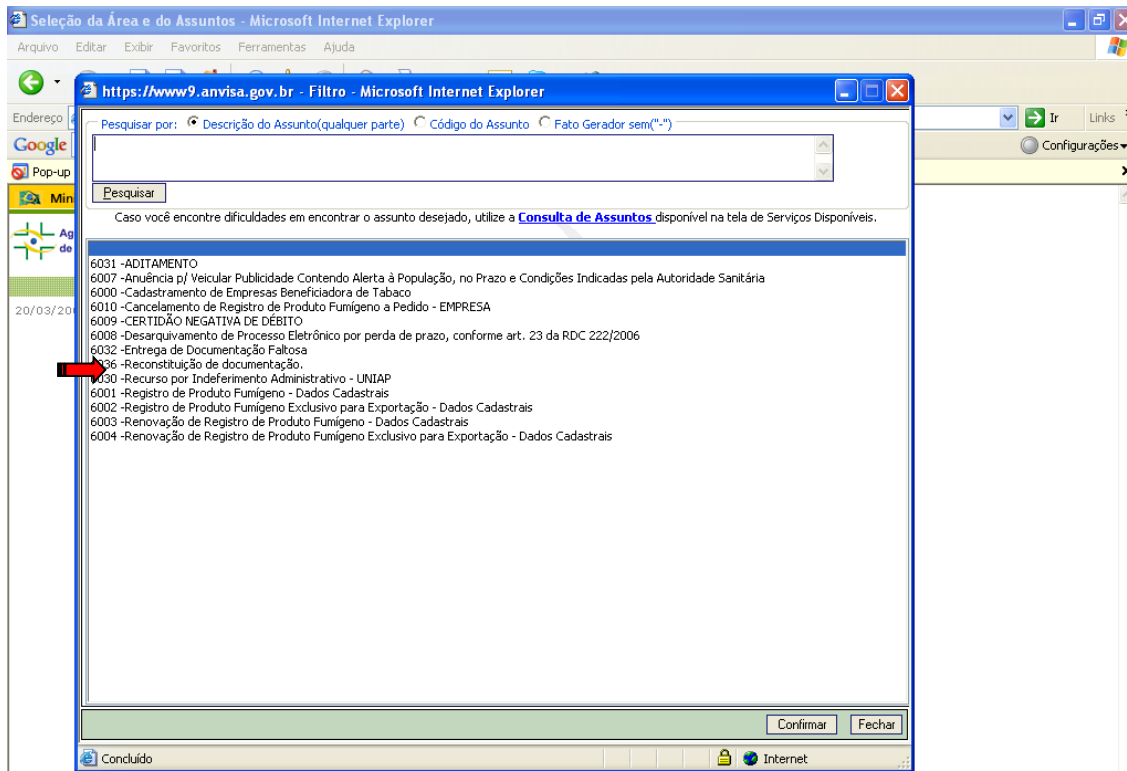 Seleção da Área e do Assuntos - Microsoft Internet Explorer
Arquivo Editar Exibir Favoritos Ferramentas Ajuda
https://www9.anvisa.gov.br - Filtro - Microsoft Internet Explorer
Endereço
Ir Links
Google
Configurações
Pop-up
Min
Ag
de
20/03/20
Pesquisar por: Descrição do Assunto(qualquer parte) Código do Assunto Fato Gerador sem("-")
Pesquisar
Caso você encontre dificuldades em encontrar o assunto desejado, utilize a Consulta de Assuntos disponível na tela de Serviços Disponíveis.
6031 -ADITAMENTO
6007 -Anuência p/ Veicular Publicidade Contendo Alerta à População, no Prazo e Condições Indicadas pela Autoridade Sanitária
6000 -Cadastramento de Empresas Beneficiadora de Tabaco
6010 -Cancelamento de Registro de Produto Fumígeno a Pedido - EMPRESA
6009 -CERTIDÃO NEGATIVA DE DÉBITO
6008 -Desarquivamento de Processo Eletrônico por perda de prazo, conforme art. 23 da RDC 222/2006
6032 -Entrega de Documentação Faltosa
-Reconstituição de documentação.
6030 -Recurso por Indeferimento Administrativo - UNIAP
6001 -Registro de Produto Fumígeno - Dados Cadastrais
6002 -Registro de Produto Fumígeno Exclusivo para Exportação - Dados Cadastrais
6003 -Renovação de Registro de Produto Fumígeno - Dados Cadastrais
6004 -Renovação de Registro de Produto Fumígeno Exclusivo para Exportação - Dados Cadastrais
Confirmar Fechar
Concluído
Internet